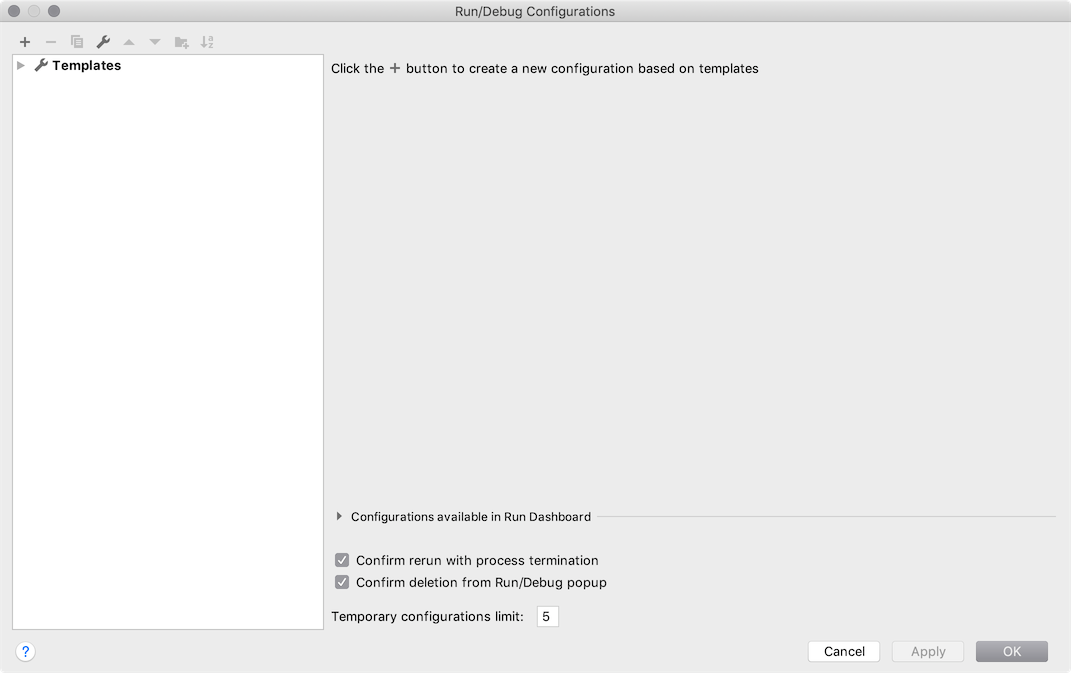 Run/Debug Configurations
Templates
Click the + button to create a new configuration based on templates
Configurations available in Run Dashboard
Confirm rerun with process termination
Confirm deletion from Run/Debug popup
Temporary configurations limit: 5
? Cancel Apply OK